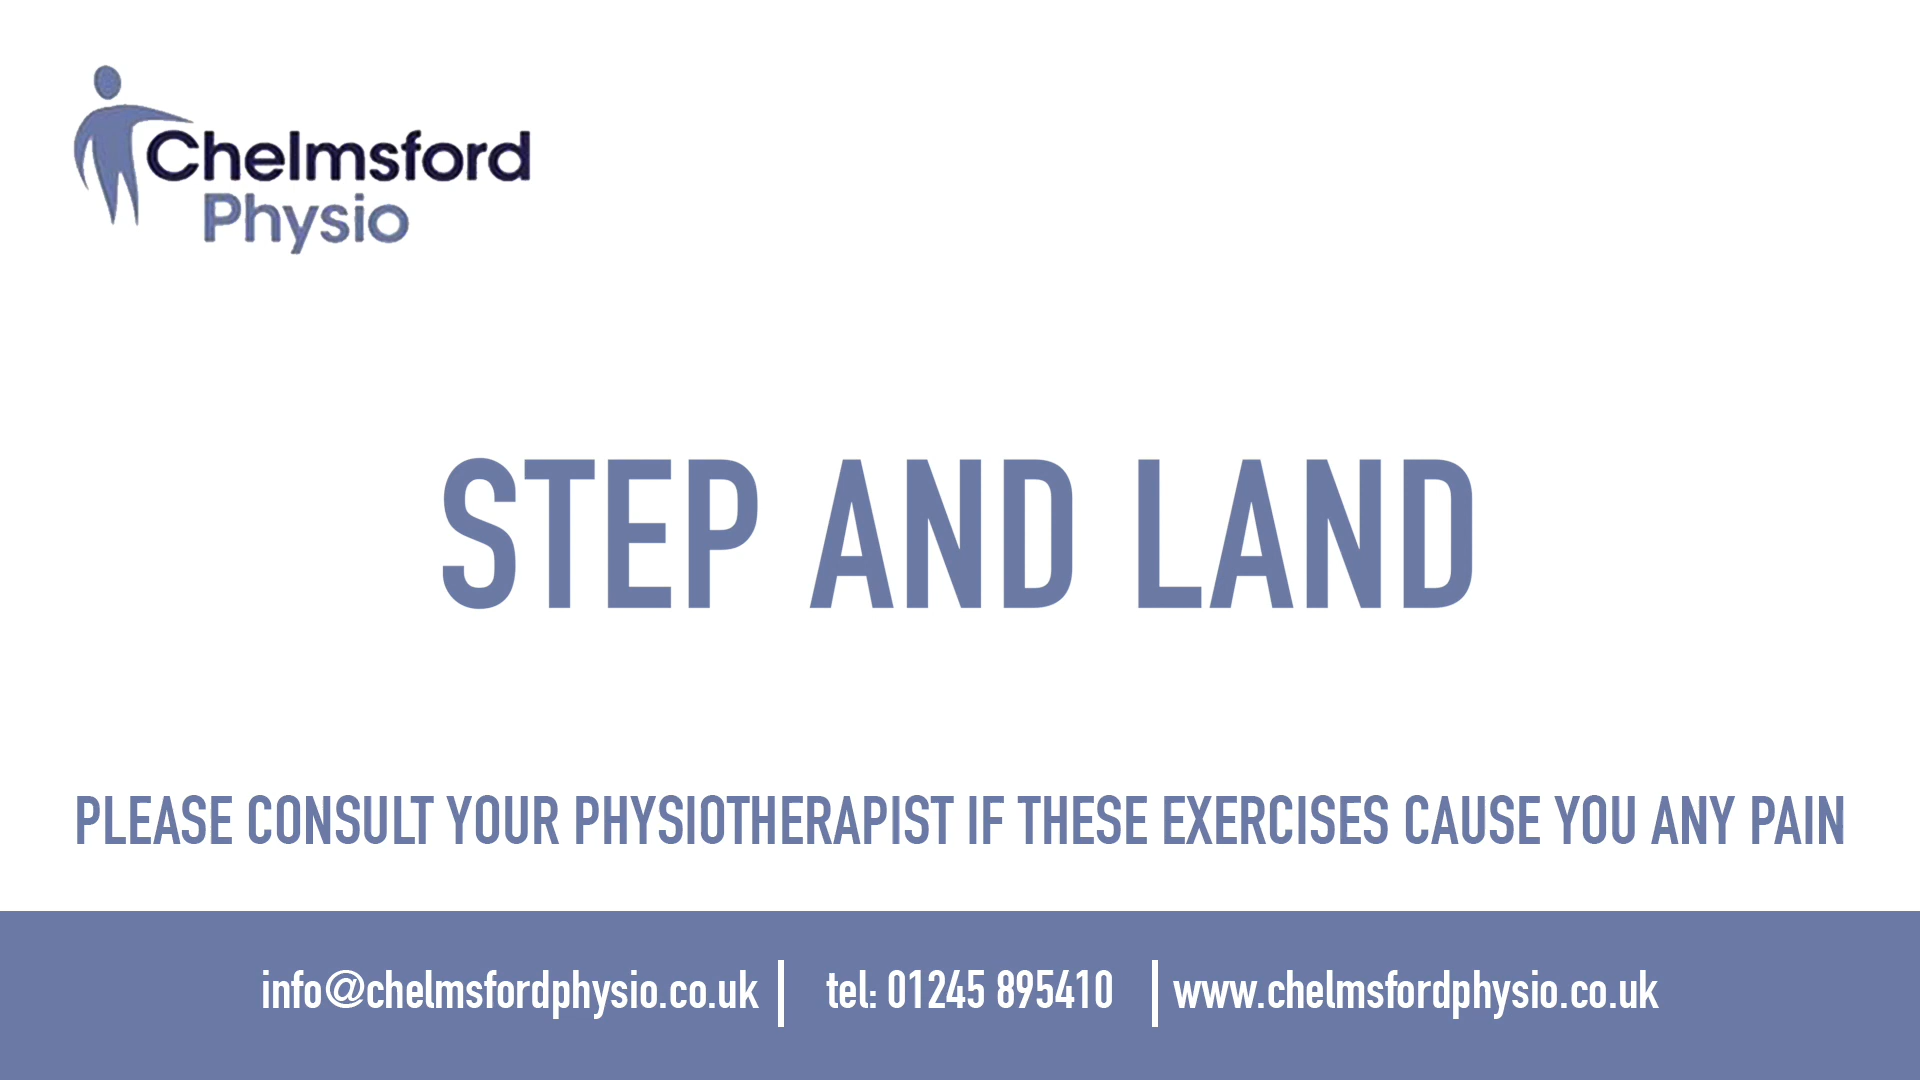 Chelmsford
Physio
STEP AND LAND
PLEASE CONSULT YOUR PHYSIOTHERAPIST IF THESE EXERCISES CAUSE YOU ANY PAIN
info@chelmsfordphysio.co.uk | tel: 01245 895410 | www.chelmsfordphysio.co.uk